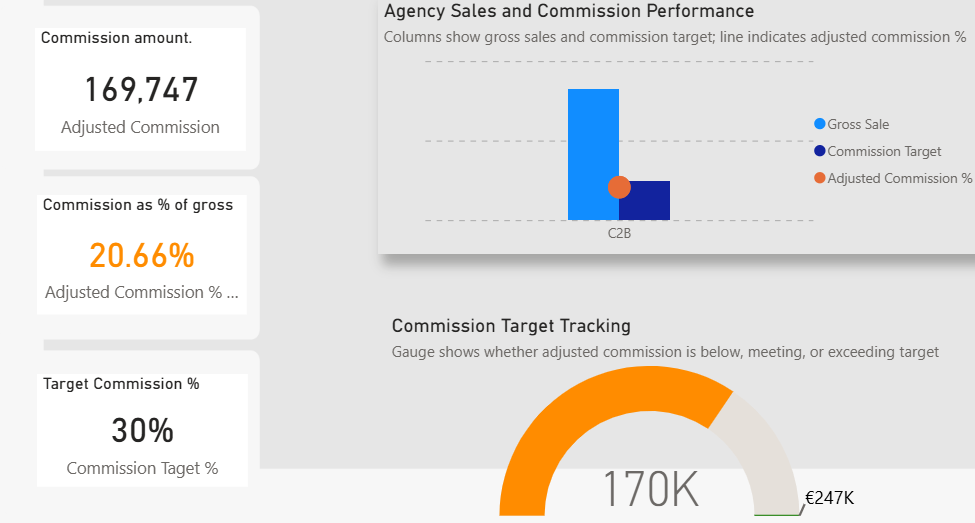 Commission amount.
169,747
Adjusted Commission
Commission as % of gross
20.66%
Adjusted Commission % ...
Target Commission %
30%
Commission Taget %
Agency Sales and Commission Performance
Columns show gross sales and commission target; line indicates adjusted commission %
Gross Sale
Commission Target
Adjusted Commission %
C2B
Commission Target Tracking
Gauge shows whether adjusted commission is below, meeting, or exceeding target
170K
€247K